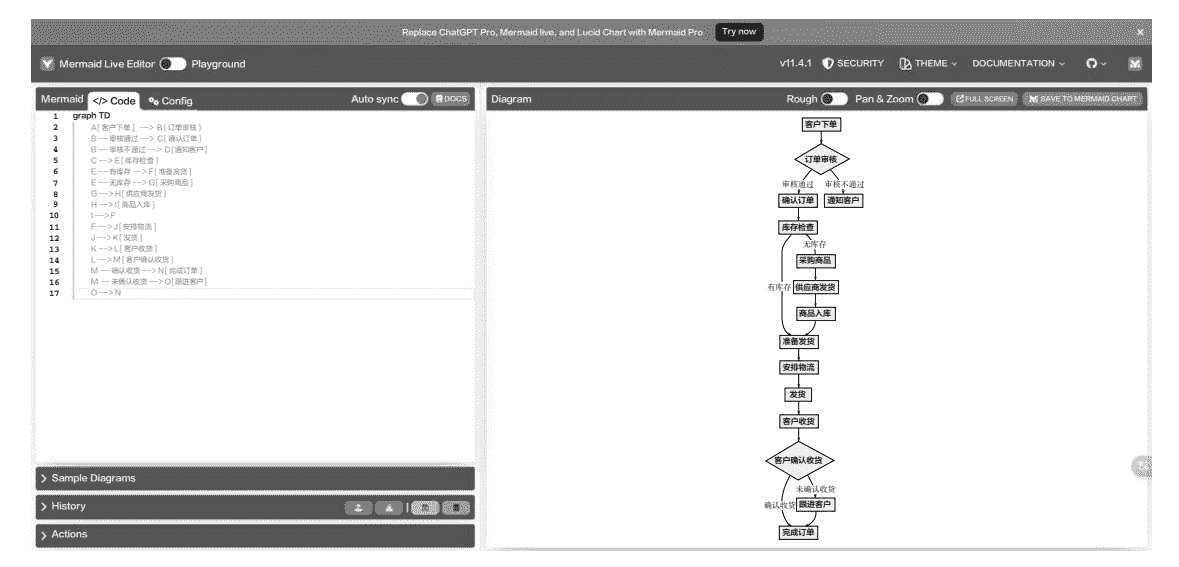 Replace ChatGPT Pro, Mermaid live, and Lucid Chart with Mermaid Pro Try now ×
Mermaid Live Editor Playground
v11.4.1 SECURITY THEME DOCUMENTATION
Mermaid Code Config Auto sync DOCS
1 graph TD
2 A[客户下单] --> B{订单审核}
3 B -- 审核通过 --> C[确认订单]
4 B -- 审核不通过 --> D[通知客户]
5 C --> E[库存检查]
6 E -- 有库存 --> F[准备发货]
7 E -- 无库存 --> G[采购商品]
8 G --> H[供应商发货]
9 H --> I[商品入库]
10 I --> F
11 F --> J[安排物流]
12 J --> K[发货]
13 K --> L[客户收货]
14 L --> M{客户确认收货}
15 M -- 确认收货 --> N[完成订单]
16 M -- 未确认收货 --> O[跟进客户]
17 O --> N
Sample Diagrams
History
Actions
Diagram Rough Pan & Zoom FULL SCREEN SAVE TO MERMAID CHART
客户下单
订单审核
审核通过 审核不通过
确认订单 通知客户
库存检查
无库存
采购商品
有库存 供应商发货
商品入库
准备发货
安排物流
发货
客户收货
客户确认收货
未确认收货
确认收货 跟进客户
完成订单